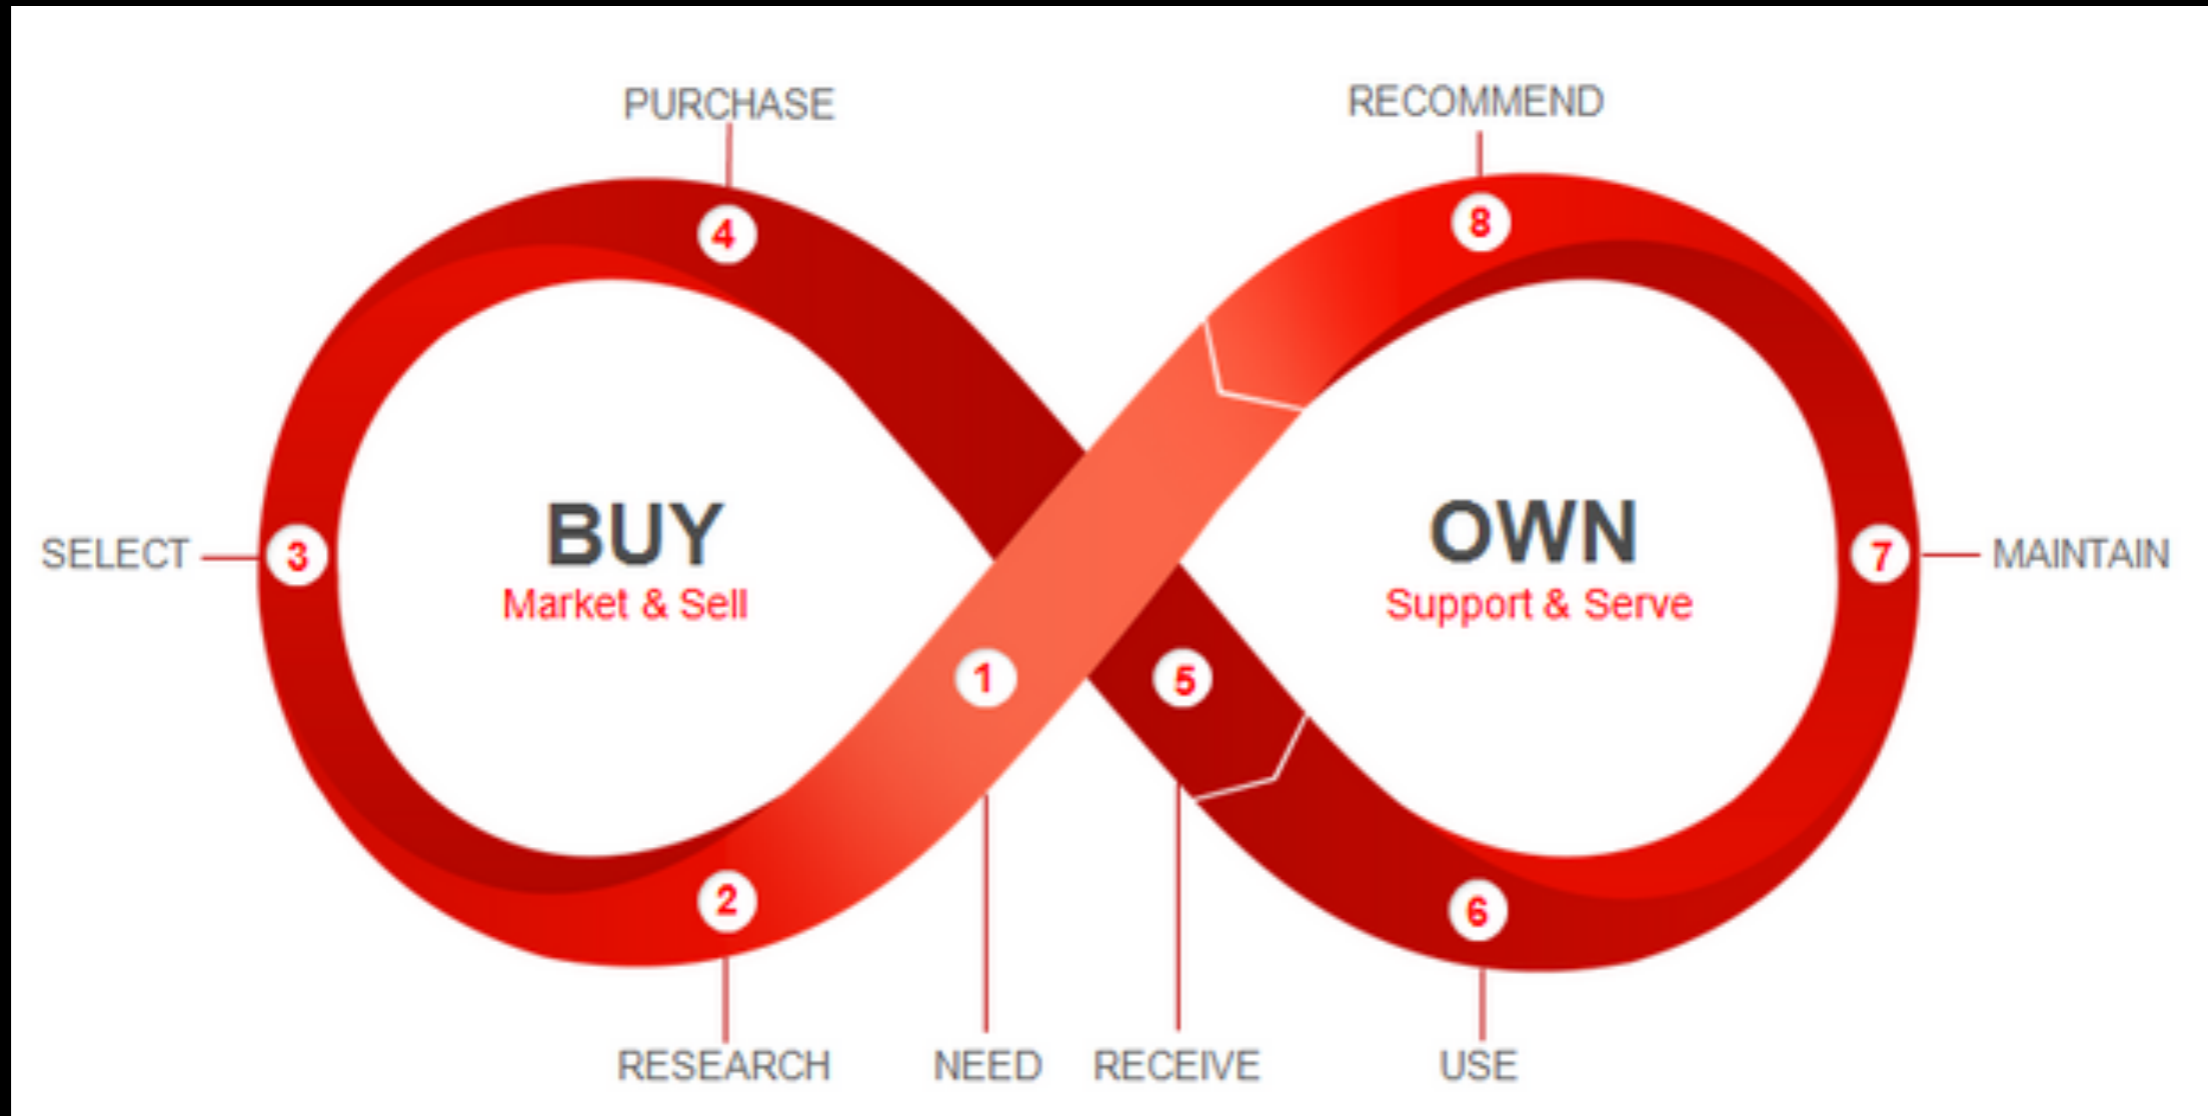 PURCHASE
RECOMMEND
4
8
SELECT
3
BUY
Market & Sell
OWN
Support & Serve
7
MAINTAIN
1
5
2
6
RESEARCH
NEED
RECEIVE
USE